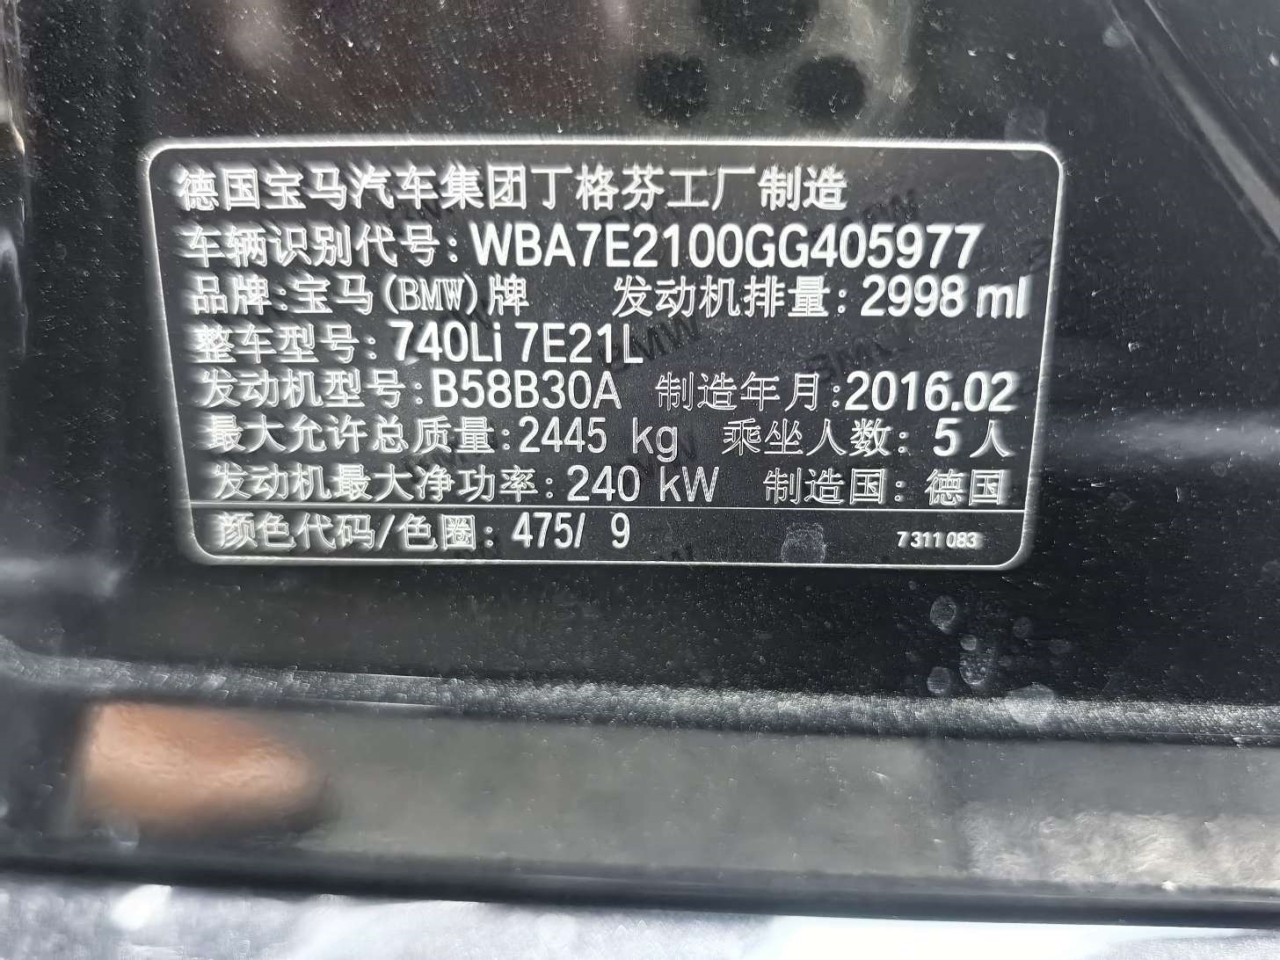 德国宝马汽车集团丁格芬工厂制造
车辆识别代号: WBA7E2100GG405977
品牌: 宝马(BMW)牌 发动机排量: 2998 ml
整车型号: 740Li 7E21L
发动机型号: B58B30A 制造年月: 2016.02
最大允许总质量: 2445 kg 乘坐人数: 5 人
发动机最大净功率: 240 kW 制造国: 德国
颜色代码/色圈: 475/ 9 7 311 083